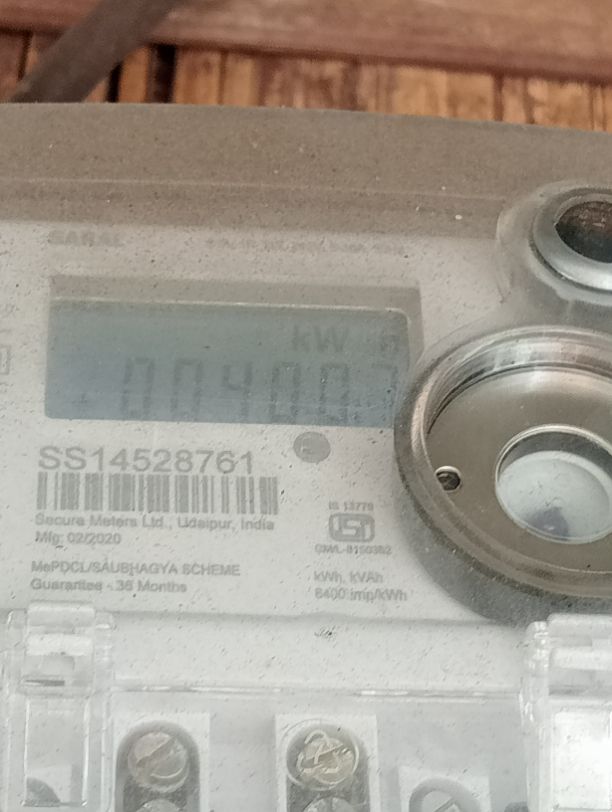 SARAL
kW h
00400.7
SS14528761
Secure Meters Ltd., Udaipur, India
Mfg: 02/2020
IS 13779
ISI
MePDCL/SAUBHAGYA SCHEME
Guarantee - 36 Months
kWh, kVAh
6400 imp/kWh